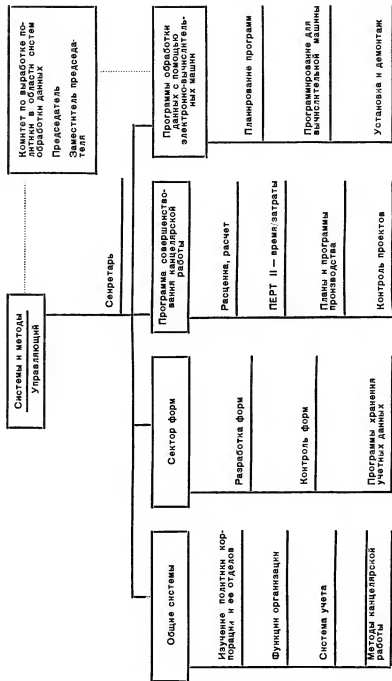 Системы и методы
Управляющий
Комитет по выработке по-
литики в области систем
обработки данных
Председатель
Заместитель председа-
теля
Секретарь
Общие системы
Сектор форм
Программа совершенство-
вания канцелярской
работы
Программы обработки
данных с помощью
электронно-вычислитель-
ных машин
Изучение политики кор-
порации и ее отделов
Функции организации
Система учета
Методы канцелярской
работы
Разработка форм
Контроль форм
Программы хранения
учетных данных
Расценка, расчет
ПЕРТ II — время/затраты
Планы и программы
производства
Контроль проектов
Планирование программ
Программирование для
вычислительной машины
Установка и демонтаж